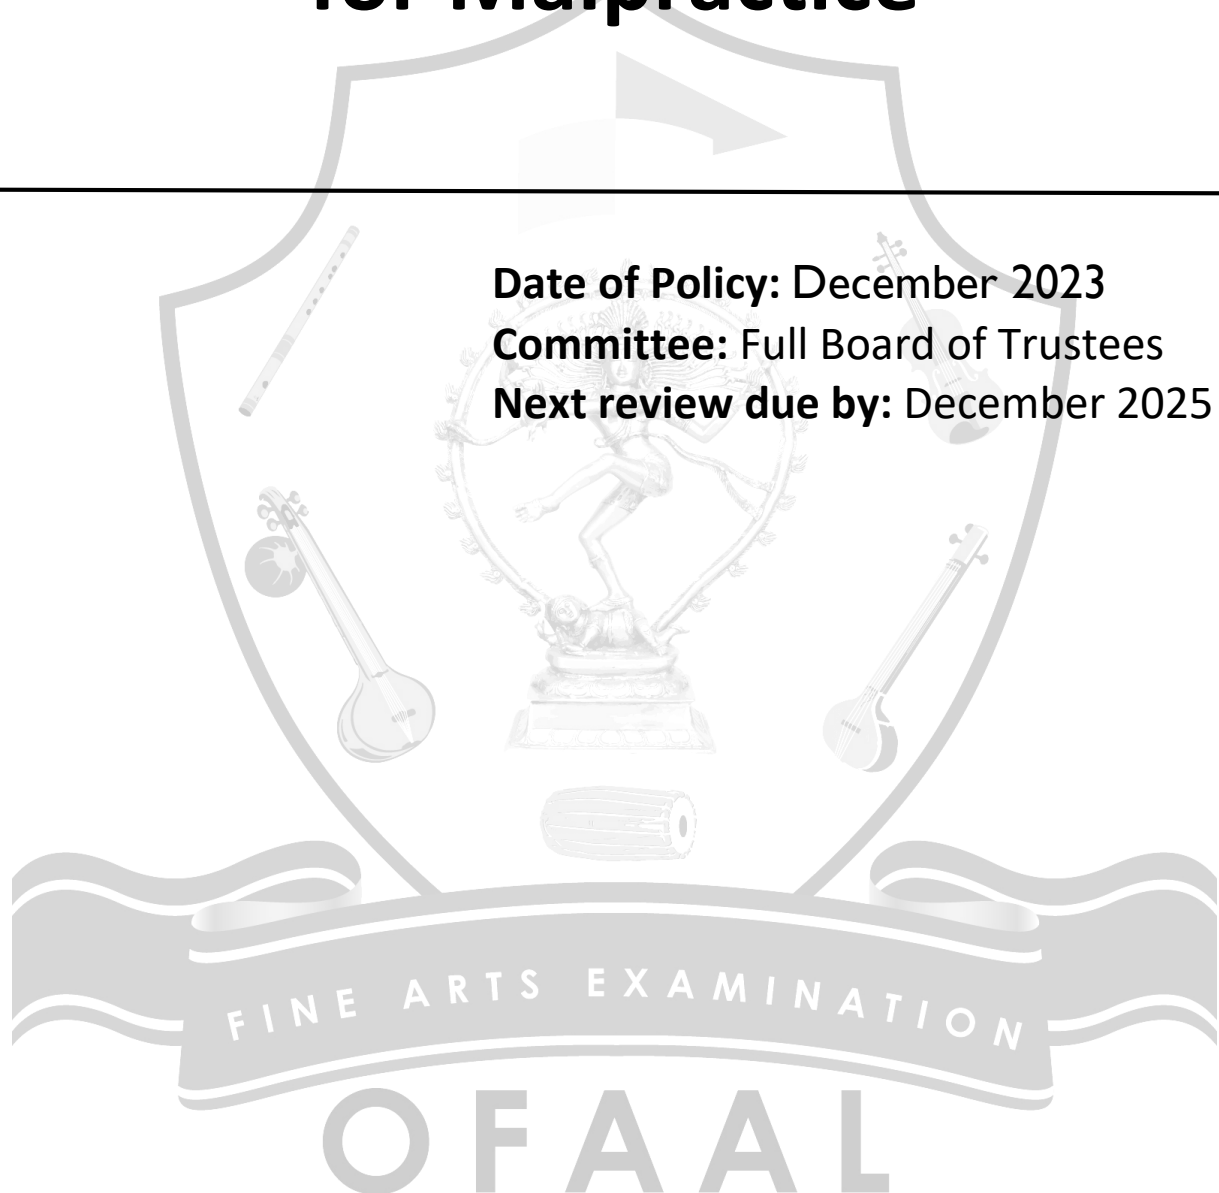 for Malpractice
Date of Policy: December 2023
Committee: Full Board of Trustees
Next review due by: December 2025
FINE ARTS EXAMINATION
OFAAL